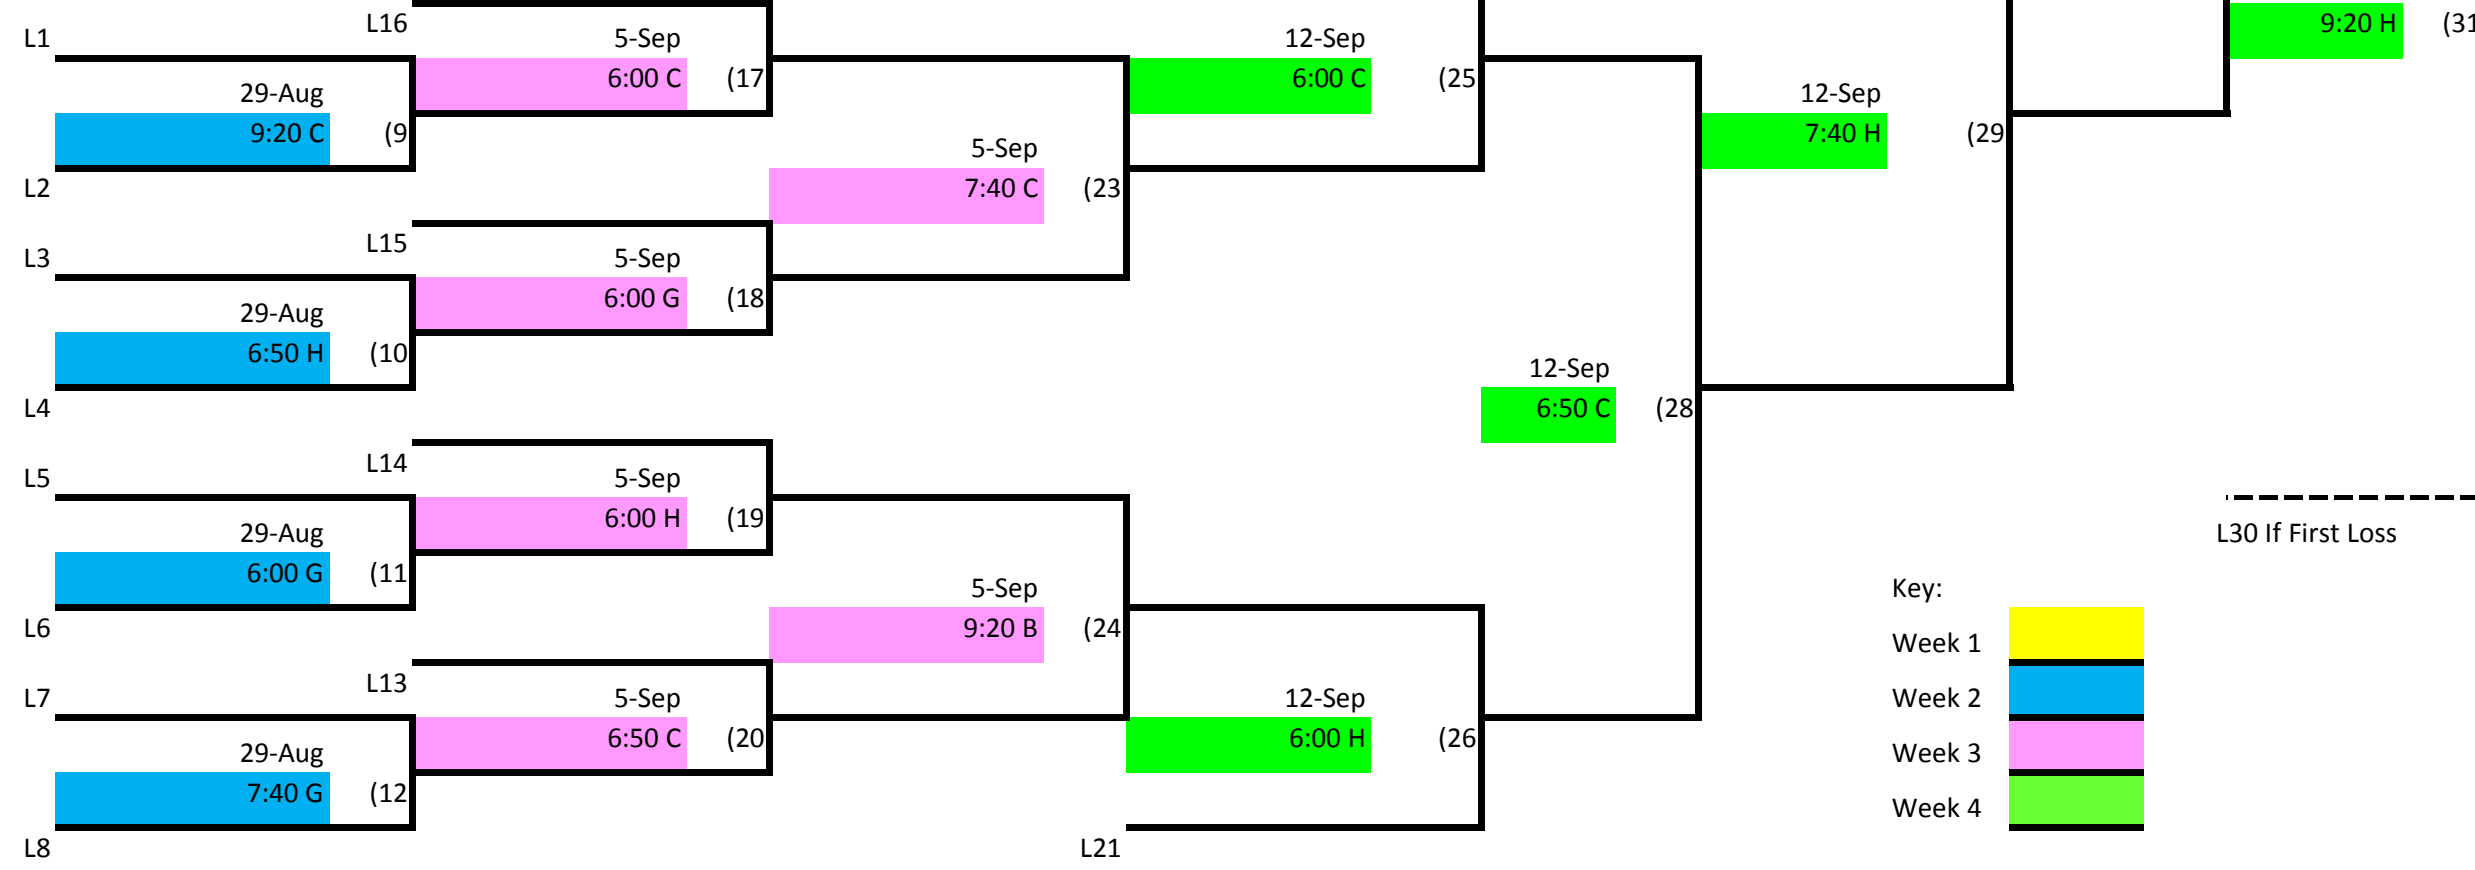 L16
9:20 H (31
L1
5-Sep
12-Sep
6:00 C (17
6:00 C (25
29-Aug
12-Sep
9:20 C (9
7:40 H (29
5-Sep
L2
7:40 C (23
L15
L3
5-Sep
6:00 G (18
29-Aug
6:50 H (10
12-Sep
L4
6:50 C (28
L14
L5
5-Sep
6:00 H (19
29-Aug
L30 If First Loss
6:00 G (11
5-Sep
Key:
L6
9:20 B (24
Week 1
L13
L7
5-Sep
12-Sep
Week 2
6:50 C (20
6:00 H (26
29-Aug
Week 3
7:40 G (12
Week 4
L8
L21